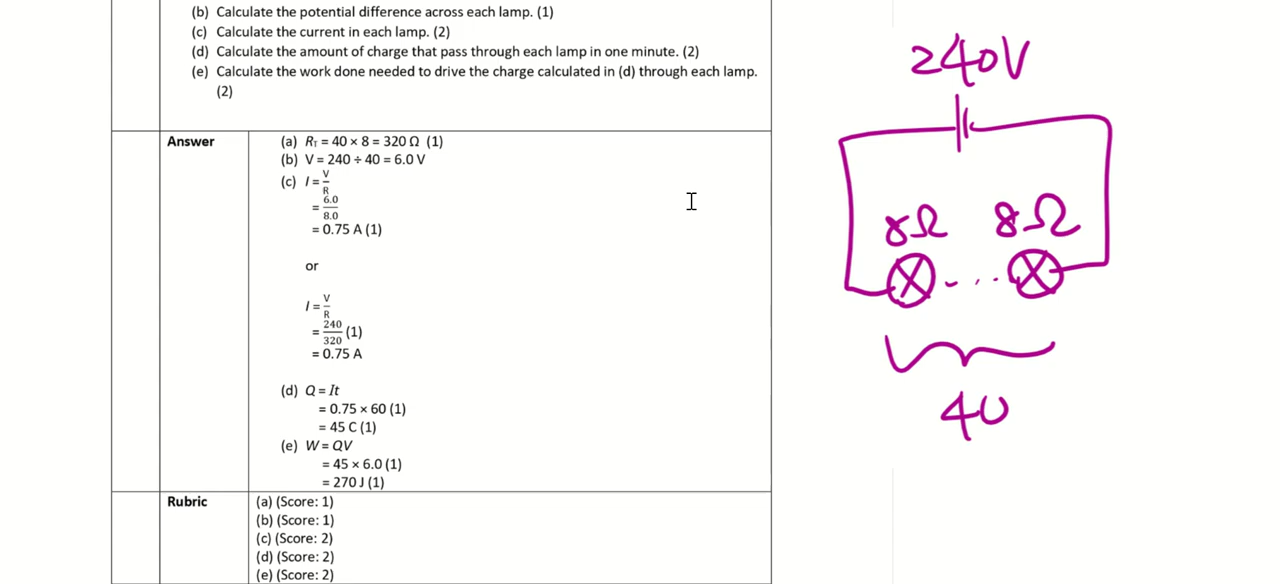 (b) Calculate the potential difference across each lamp. (1)
(c) Calculate the current in each lamp. (2)
(d) Calculate the amount of charge that pass through each lamp in one minute. (2)
(e) Calculate the work done needed to drive the charge calculated in (d) through each lamp.
(2)
Answer
(a) R_T = 40 × 8 = 320 Ω (1)
(b) V = 240 ÷ 40 = 6.0 V
(c) I = V/R
= 6.0/8.0
= 0.75 A (1)
or
I = V/R
= 240/320 (1)
= 0.75 A
(d) Q = It
= 0.75 × 60 (1)
= 45 C (1)
(e) W = QV
= 45 × 6.0 (1)
= 270 J (1)
Rubric
(a) (Score: 1)
(b) (Score: 1)
(c) (Score: 2)
(d) (Score: 2)
(e) (Score: 2)
240V
8Ω 8Ω
...
40